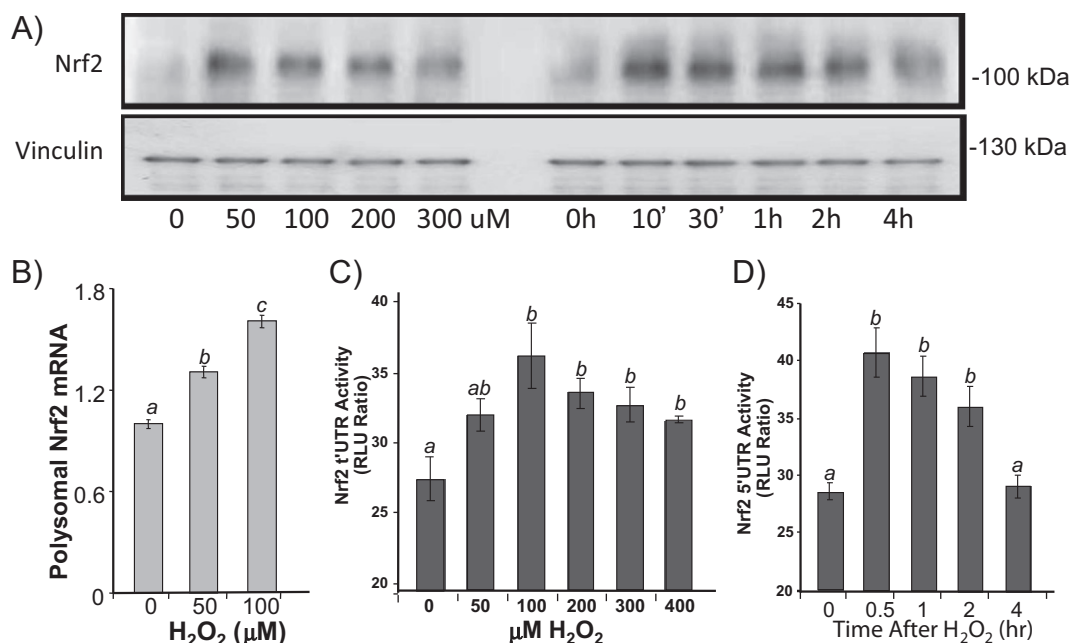 A)
Nrf2
-100 kDa
Vinculin
-130 kDa
0 50 100 200 300 uM 0h 10' 30' 1h 2h 4h
B)
Polysomal Nrf2 mRNA
1.8
1.2
0.6
0
a
b
c
0 50 100
H2O2 (µM)
C)
Nrf2 t'UTR Activity
(RLU Ratio)
40
35
30
25
20
a
ab
b
b
b
b
0 50 100 200 300 400
µM H2O2
D)
Nrf2 5'UTR Activity
(RLU Ratio)
45
40
35
30
25
20
a
b
b
b
a
0 0.5 1 2 4
Time After H2O2 (hr)